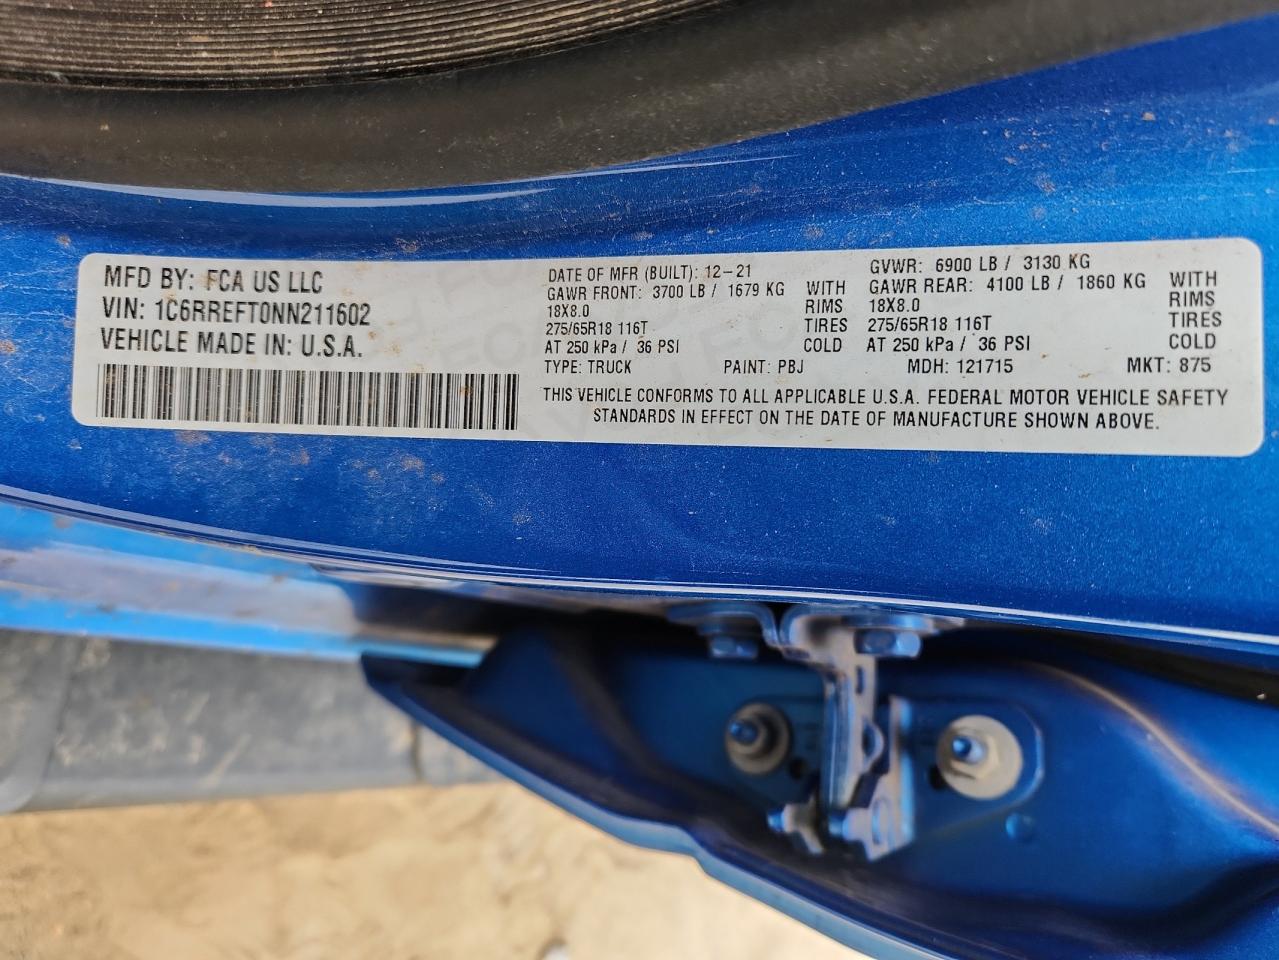 MFD BY: FCA US LLC
VIN: 1C6RREFT0NN211602
VEHICLE MADE IN: U.S.A.
DATE OF MFR (BUILT): 12-21
GAWR FRONT: 3700 LB / 1679 KG WITH
18X8.0 RIMS
275/65R18 116T TIRES
AT 250 kPa / 36 PSI COLD
GVWR: 6900 LB / 3130 KG
GAWR REAR: 4100 LB / 1860 KG WITH
18X8.0 RIMS
275/65R18 116T TIRES
AT 250 kPa / 36 PSI COLD
TYPE: TRUCK PAINT: PBJ MDH: 121715 MKT: 875
THIS VEHICLE CONFORMS TO ALL APPLICABLE U.S.A. FEDERAL MOTOR VEHICLE SAFETY
STANDARDS IN EFFECT ON THE DATE OF MANUFACTURE SHOWN ABOVE.